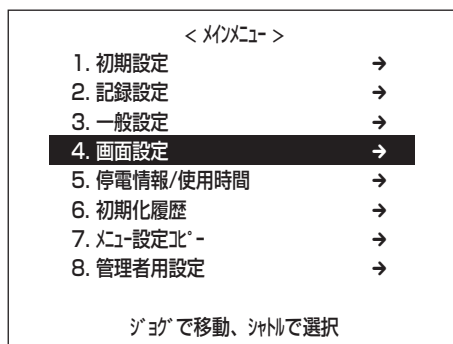 < ﾒｲﾝﾒﾆｭｰ >
1. 初期設定 →
2. 記録設定 →
3. 一般設定 →
4. 画面設定 →
5. 停電情報/使用時間 →
6. 初期化履歴 →
7. ﾒﾆｭｰ設定ｺﾋﾟｰ →
8. 管理者用設定 →
ｼﾞｮｸﾞで移動、ｼｬﾄﾙで選択